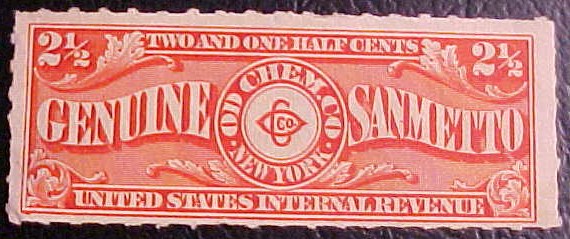 2½ TWO AND ONE HALF CENTS 2½
GENUINE SANMETTO
OD CHEM. CO.
CO.
NEW YORK
UNITED STATES INTERNAL REVENUE